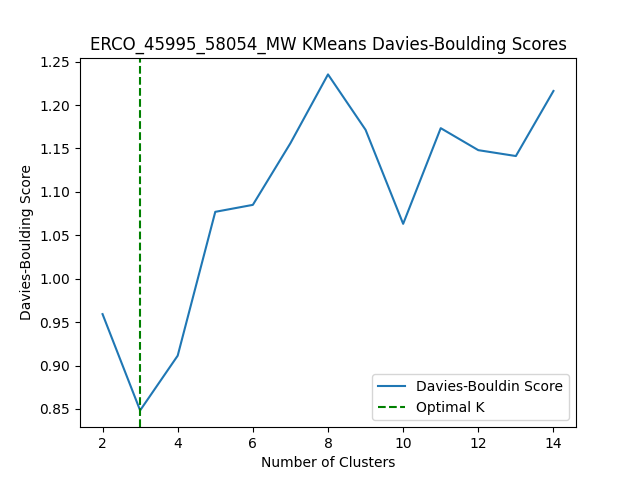 ERCO_45995_58054_MW KMeans Davies-Boulding Scores
1.25
1.20
1.15
1.10
1.05
1.00
0.95
0.90
0.85
Davies-Boulding Score
Davies-Bouldin Score
Optimal K
2 4 6 8 10 12 14
Number of Clusters